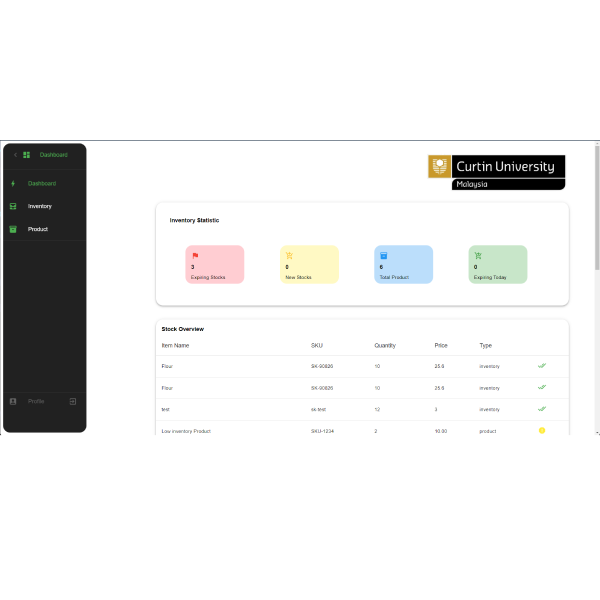 Dashboard
Dashboard
Inventory
Product
Profile
Curtin University
Malaysia
Inventory Statistic
3
Expiring Stocks
0
New Stocks
6
Total Product
0
Expiring Today
Stock Overview
Item Name SKU Quantity Price Type
Flour SK-60826 10 25.6 inventory
Flour SK-60826 10 25.6 inventory
test sk-test 12 3 inventory
Low inventory Product SKU-1234 2 10.00 product